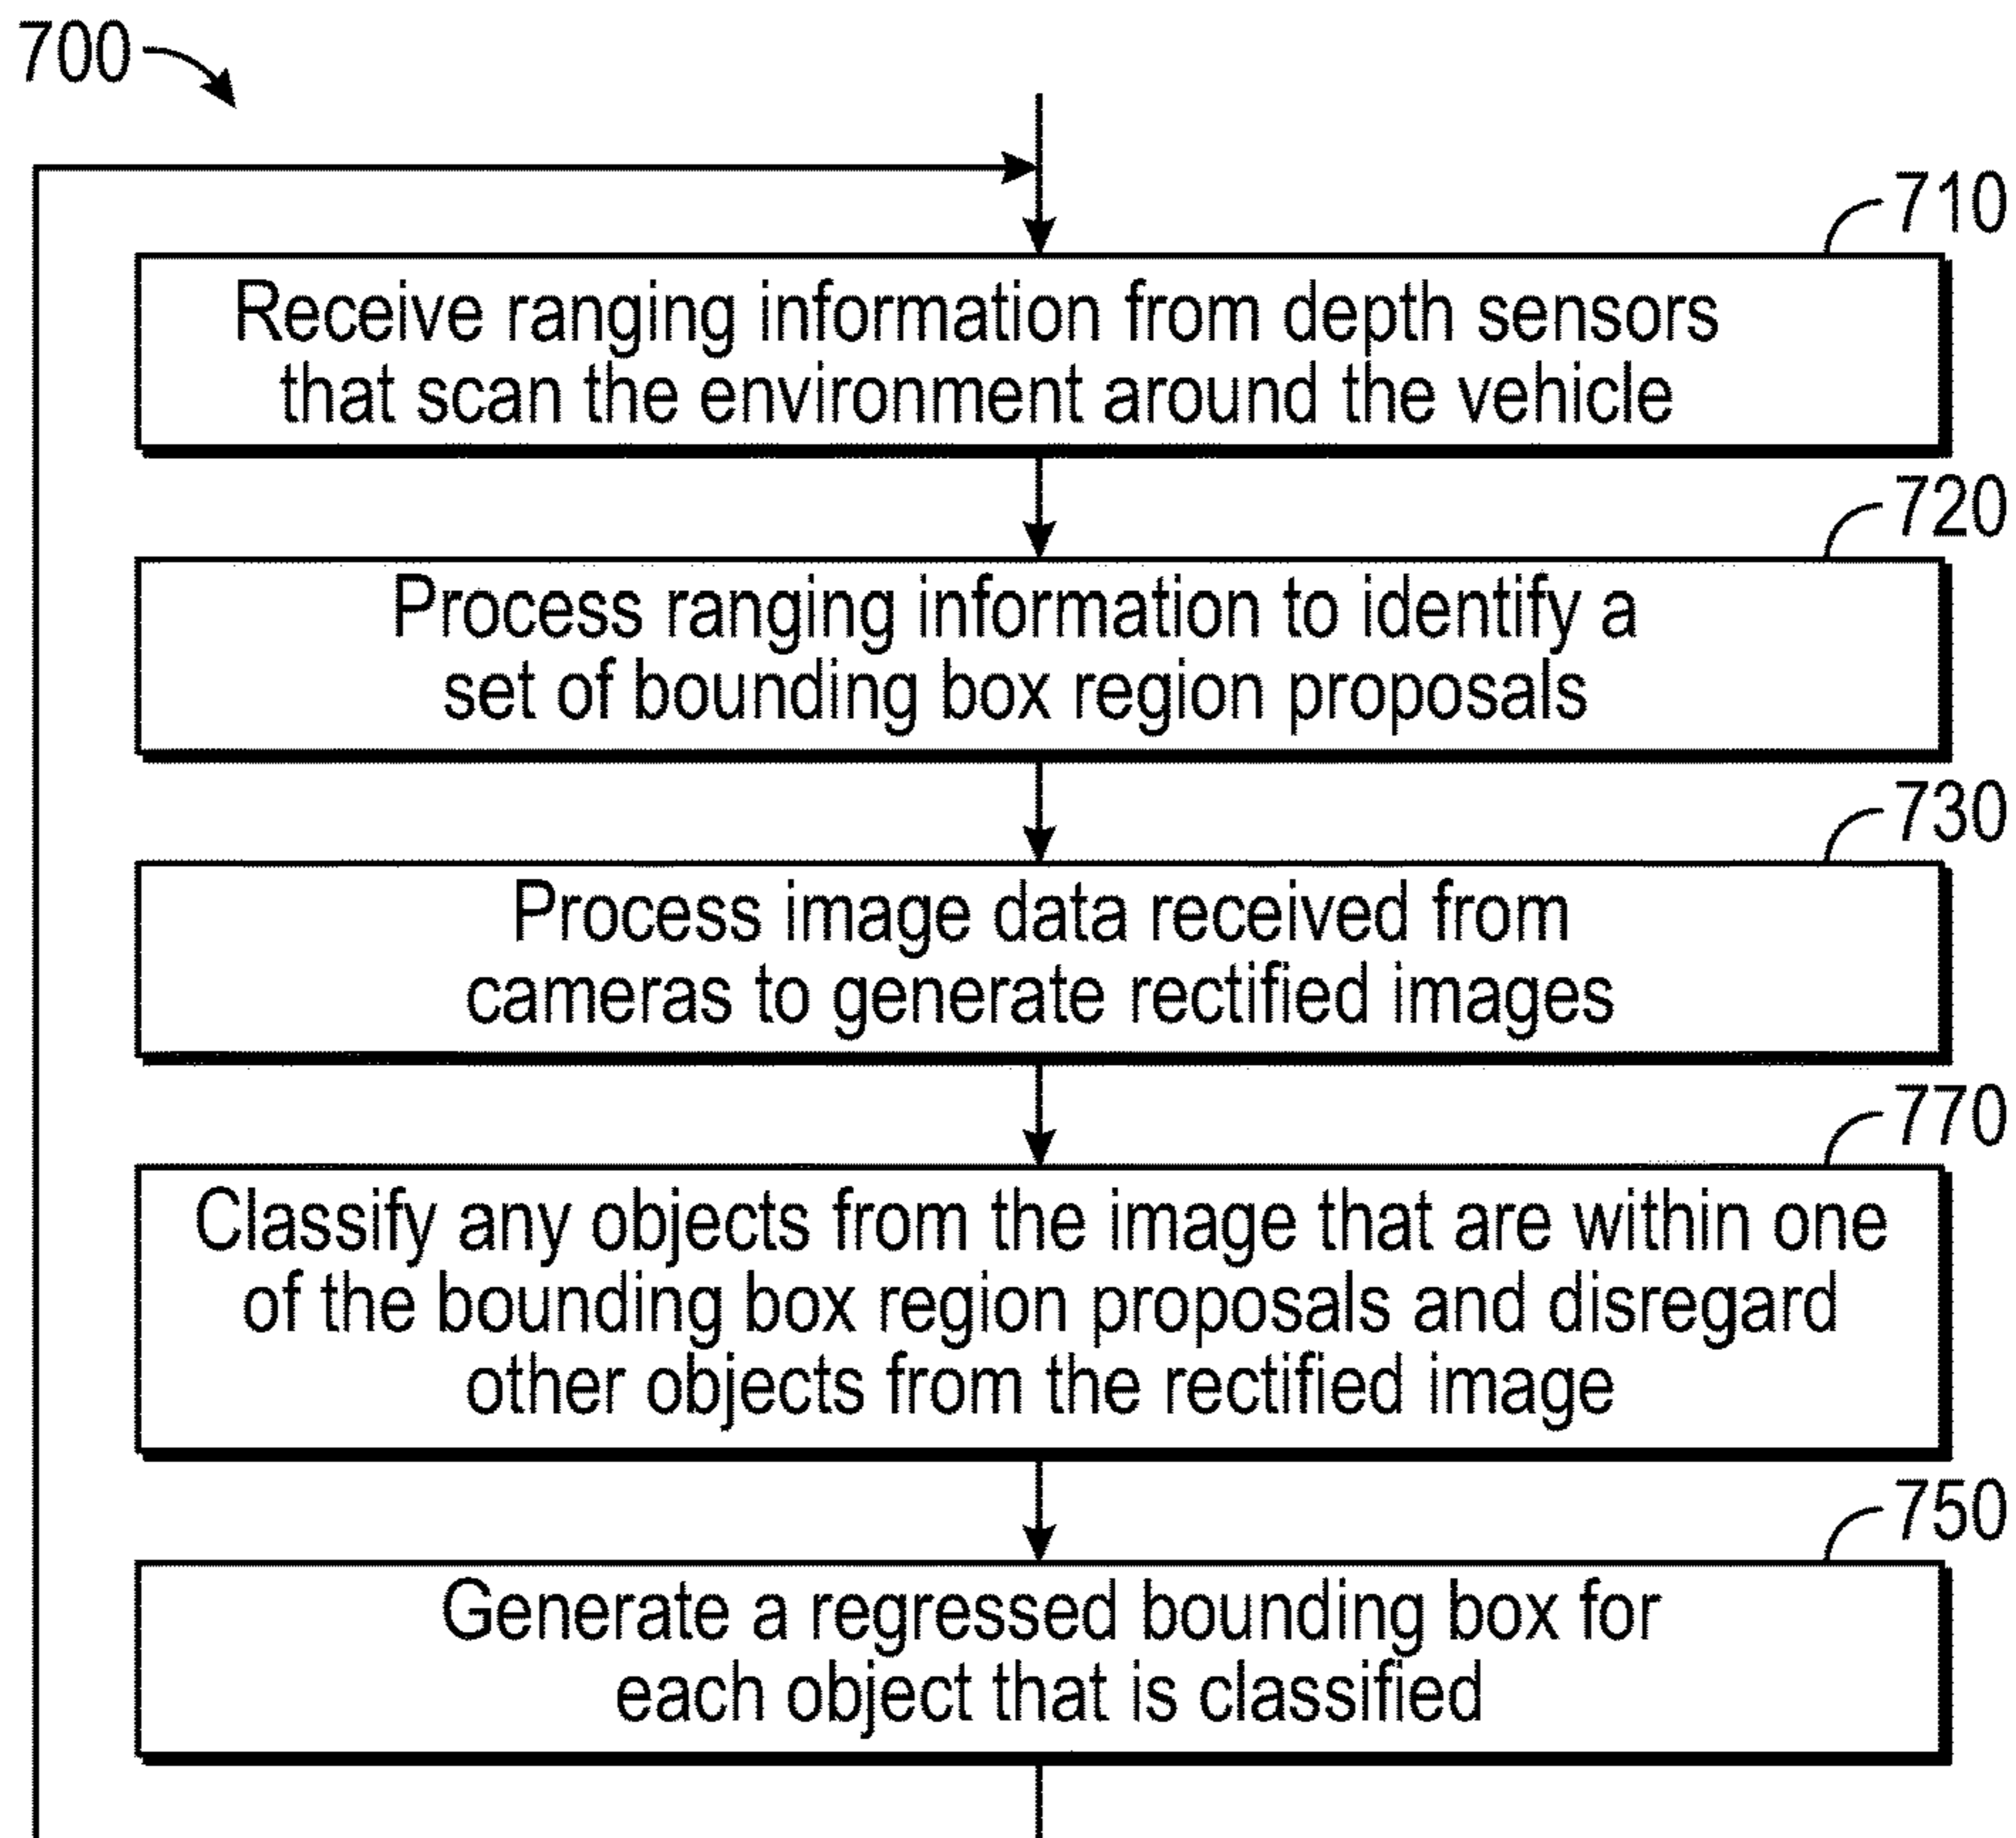 700
710
Receive ranging information from depth sensors
that scan the environment around the vehicle
720
Process ranging information to identify a
set of bounding box region proposals
730
Process image data received from
cameras to generate rectified images
770
Classify any objects from the image that are within one
of the bounding box region proposals and disregard
other objects from the rectified image
750
Generate a regressed bounding box for
each object that is classified